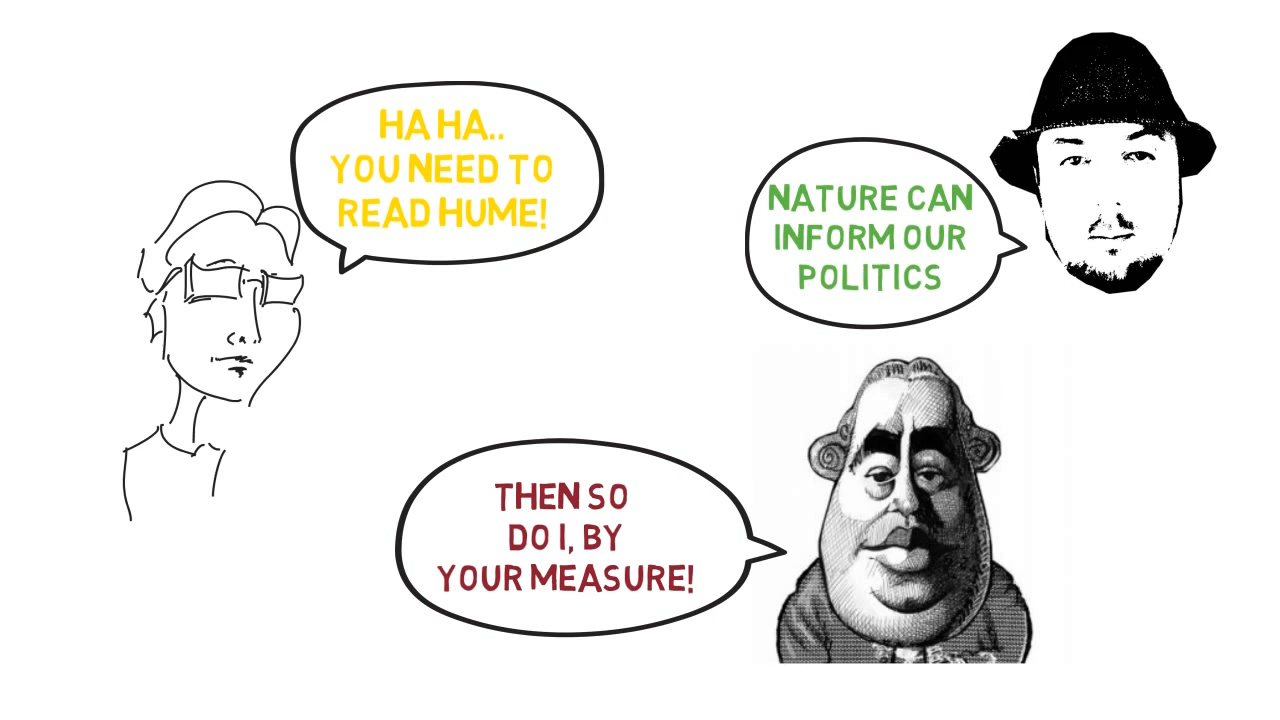 HA HA..
YOU NEED TO
READ HUME!
NATURE CAN
INFORM OUR
POLITICS
THEN SO
DO I, BY
YOUR MEASURE!